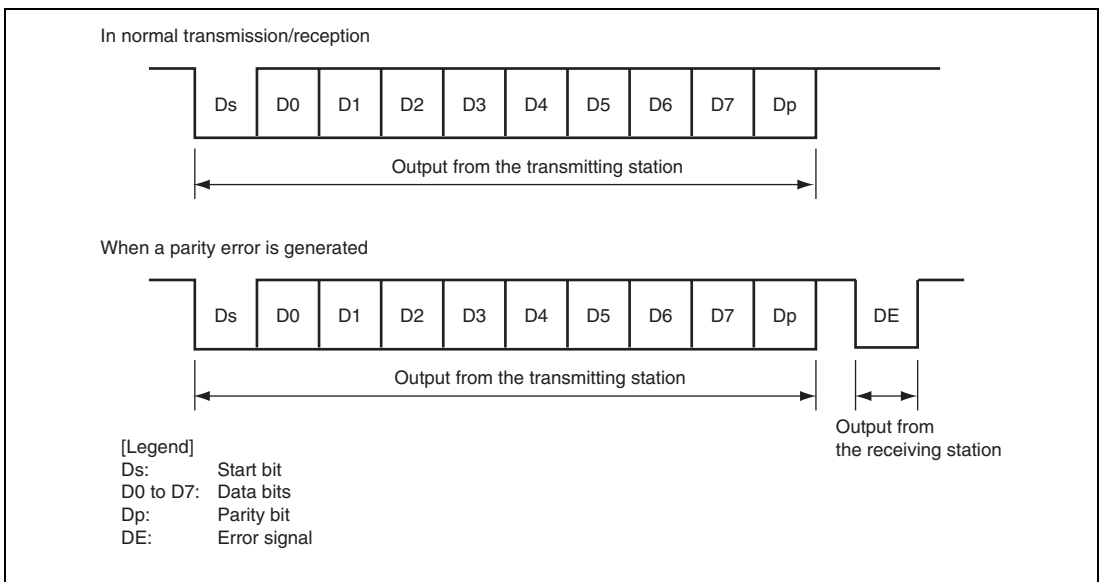 In normal transmission/reception
Ds D0 D1 D2 D3 D4 D5 D6 D7 Dp
Output from the transmitting station
When a parity error is generated
Ds D0 D1 D2 D3 D4 D5 D6 D7 Dp DE
Output from the transmitting station
Output from
the receiving station
[Legend]
Ds: Start bit
D0 to D7: Data bits
Dp: Parity bit
DE: Error signal